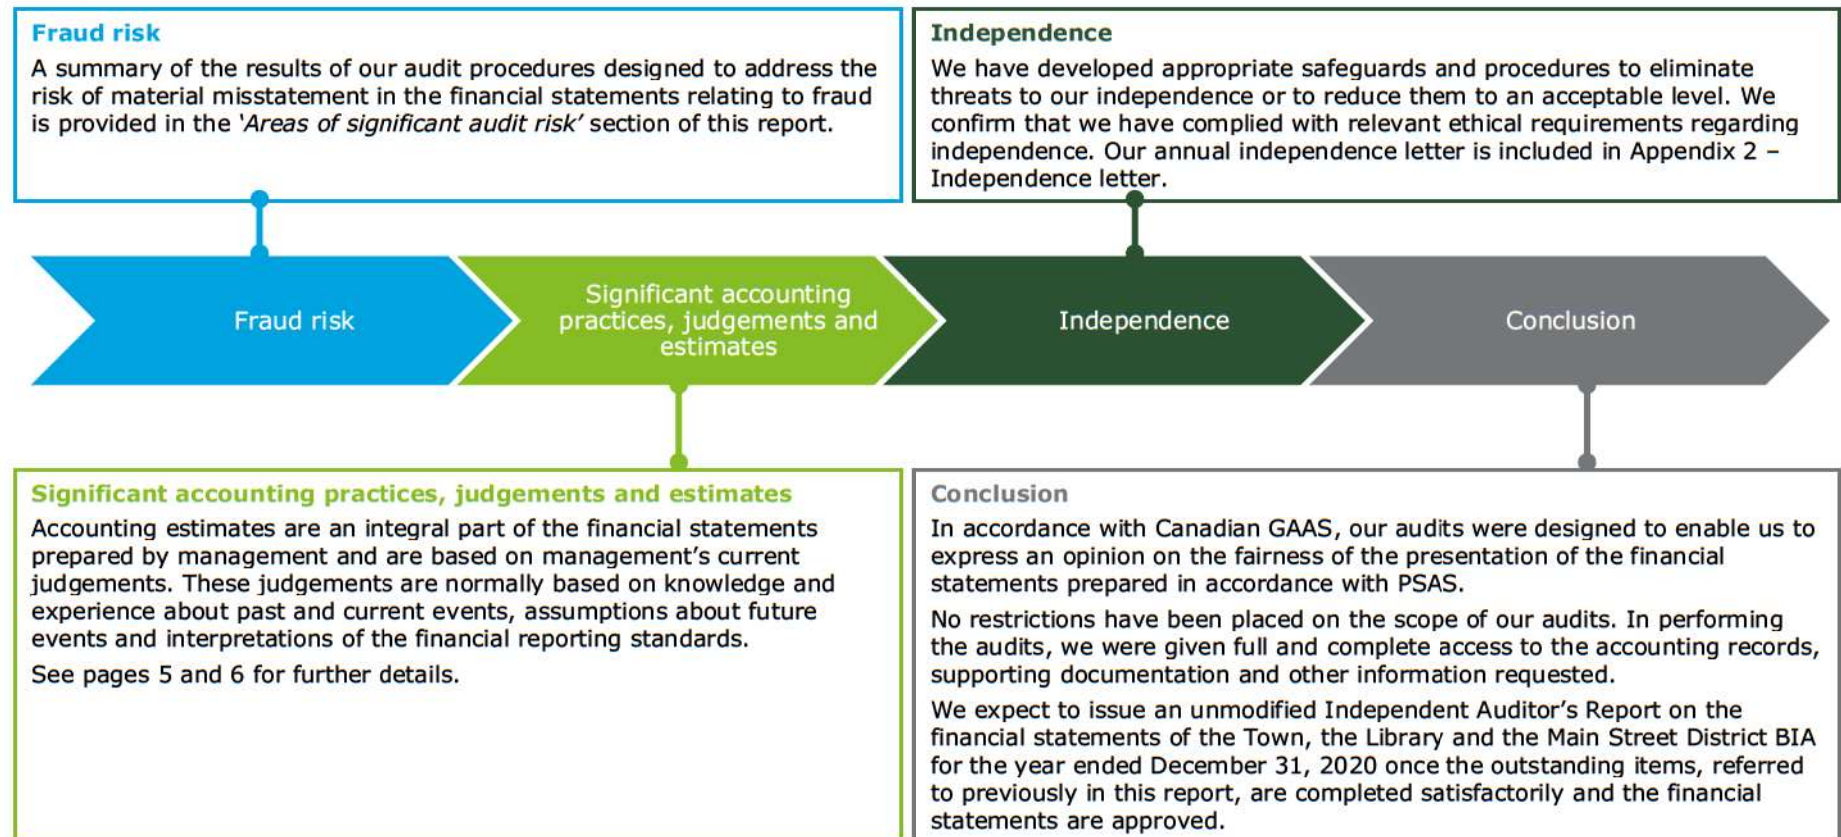 Fraud risk
A summary of the results of our audit procedures designed to address the
risk of material misstatement in the financial statements relating to fraud
is provided in the ‘Areas of significant audit risk’ section of this report.
Independence
We have developed appropriate safeguards and procedures to eliminate
threats to our independence or to reduce them to an acceptable level. We
confirm that we have complied with relevant ethical requirements regarding
independence. Our annual independence letter is included in Appendix 2 –
Independence letter.
Fraud risk
Significant accounting
practices, judgements and
estimates
Independence
Conclusion
Significant accounting practices, judgements and estimates
Accounting estimates are an integral part of the financial statements
prepared by management and are based on management’s current
judgements. These judgements are normally based on knowledge and
experience about past and current events, assumptions about future
events and interpretations of the financial reporting standards.
See pages 5 and 6 for further details.
Conclusion
In accordance with Canadian GAAS, our audits were designed to enable us to
express an opinion on the fairness of the presentation of the financial
statements prepared in accordance with PSAS.
No restrictions have been placed on the scope of our audits. In performing
the audits, we were given full and complete access to the accounting records,
supporting documentation and other information requested.
We expect to issue an unmodified Independent Auditor’s Report on the
financial statements of the Town, the Library and the Main Street District BIA
for the year ended December 31, 2020 once the outstanding items, referred
to previously in this report, are completed satisfactorily and the financial
statements are approved.